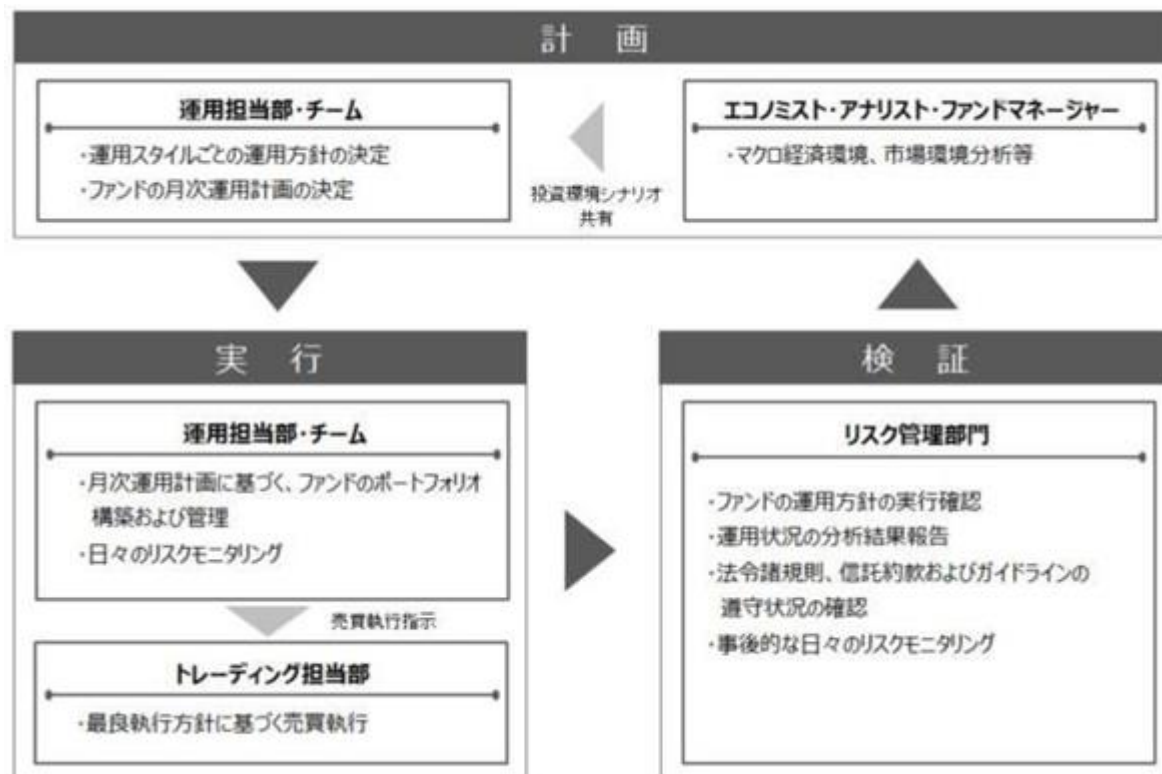 計 画
運用担当部・チーム
・運用スタイルごとの運用方針の決定
・ファンドの月次運用計画の決定
投資環境シナリオ
共有
エコノミスト・アナリスト・ファンドマネージャー
・マクロ経済環境、市場環境分析等
実 行
運用担当部・チーム
・月次運用計画に基づく、ファンドのポートフォリオ
構築および管理
・日々のリスクモニタリング
売買執行指示
トレーディング担当部
・最良執行方針に基づく売買執行
検 証
リスク管理部門
・ファンドの運用方針の実行確認
・運用状況の分析結果報告
・法令諸規則、信託約款およびガイドラインの
遵守状況の確認
・事後的な日々のリスクモニタリング